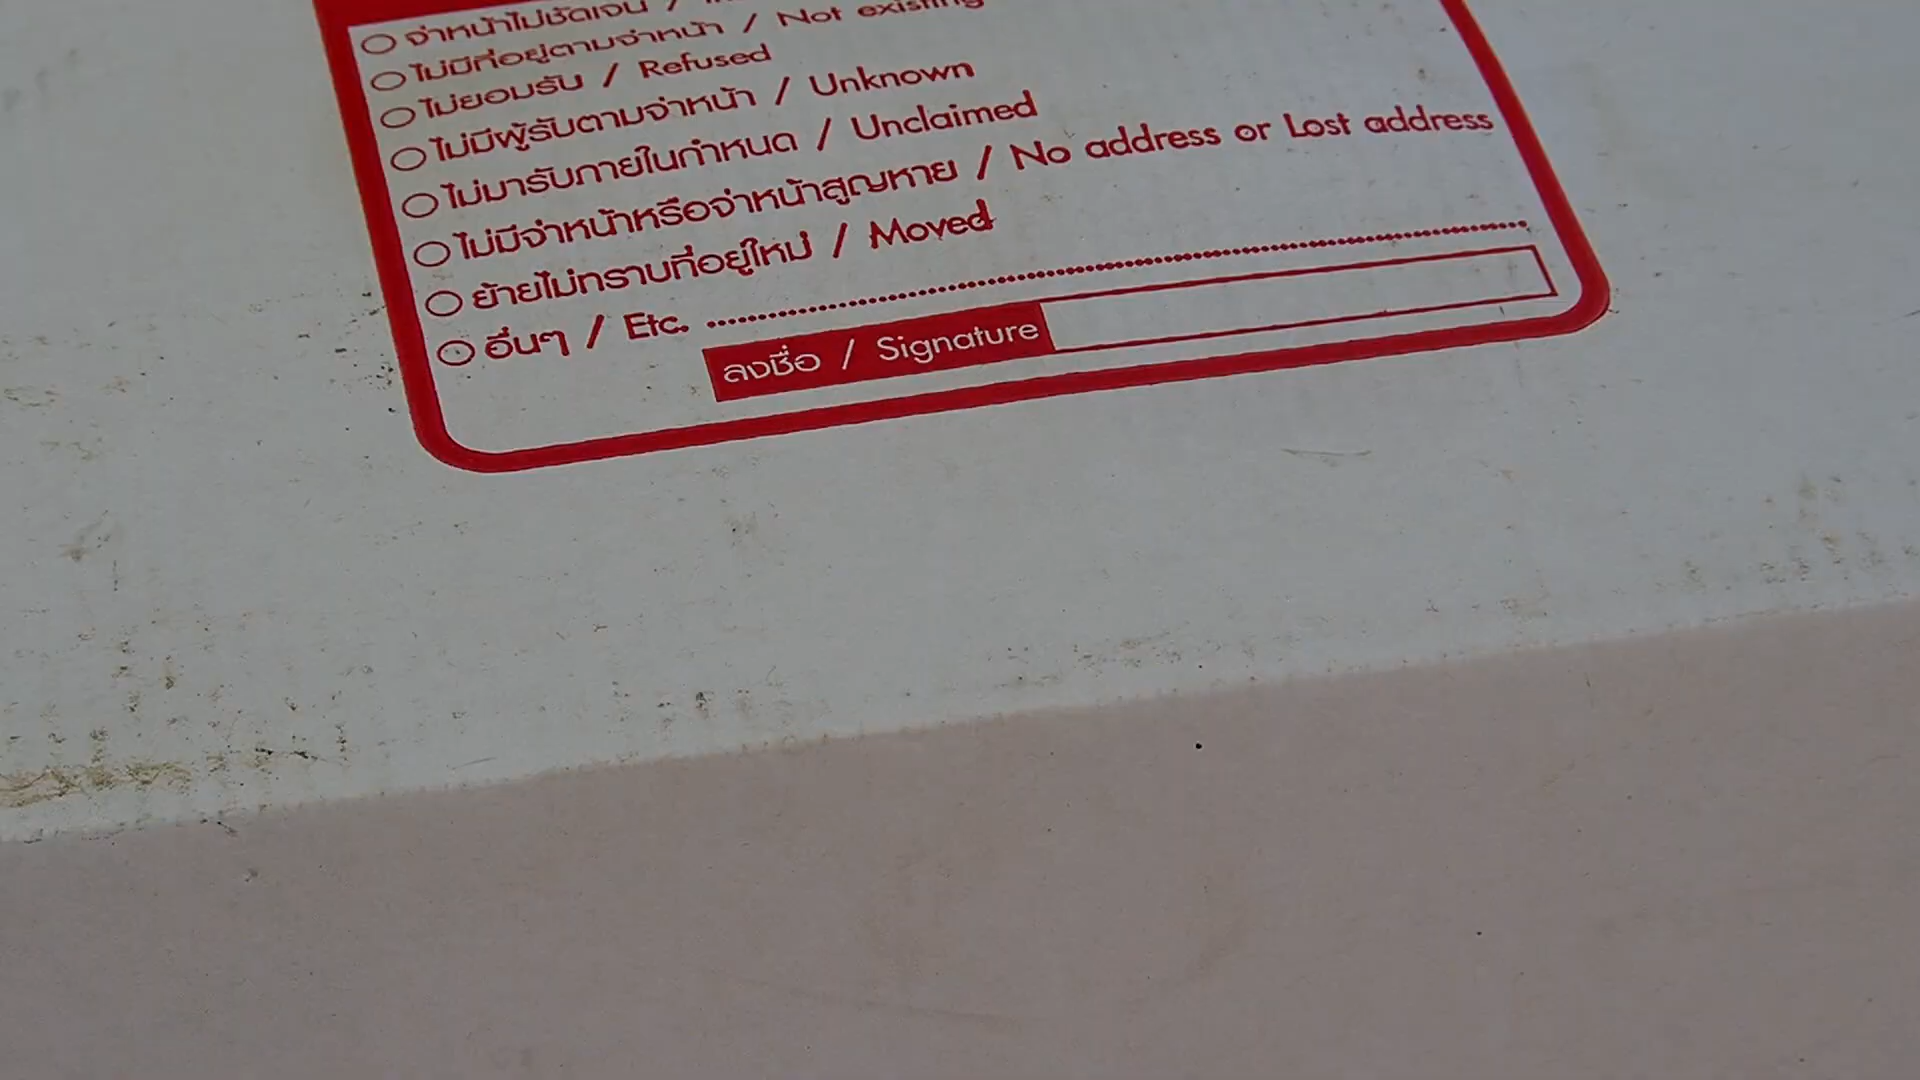 จ่าหน้าไม่ชัดเจน /
ไม่มีที่อยู่ตามจ่าหน้า / Not existing
ไม่ยอมรับ / Refused
ไม่มีผู้รับตามจ่าหน้า / Unknown
ไม่มารับภายในกำหนด / Unclaimed
ไม่มีจ่าหน้าหรือจ่าหน้าสูญหาย / No address or Lost address
ย้ายไม่ทราบที่อยู่ใหม่ / Moved
อื่นๆ / Etc.
ลงชื่อ / Signature